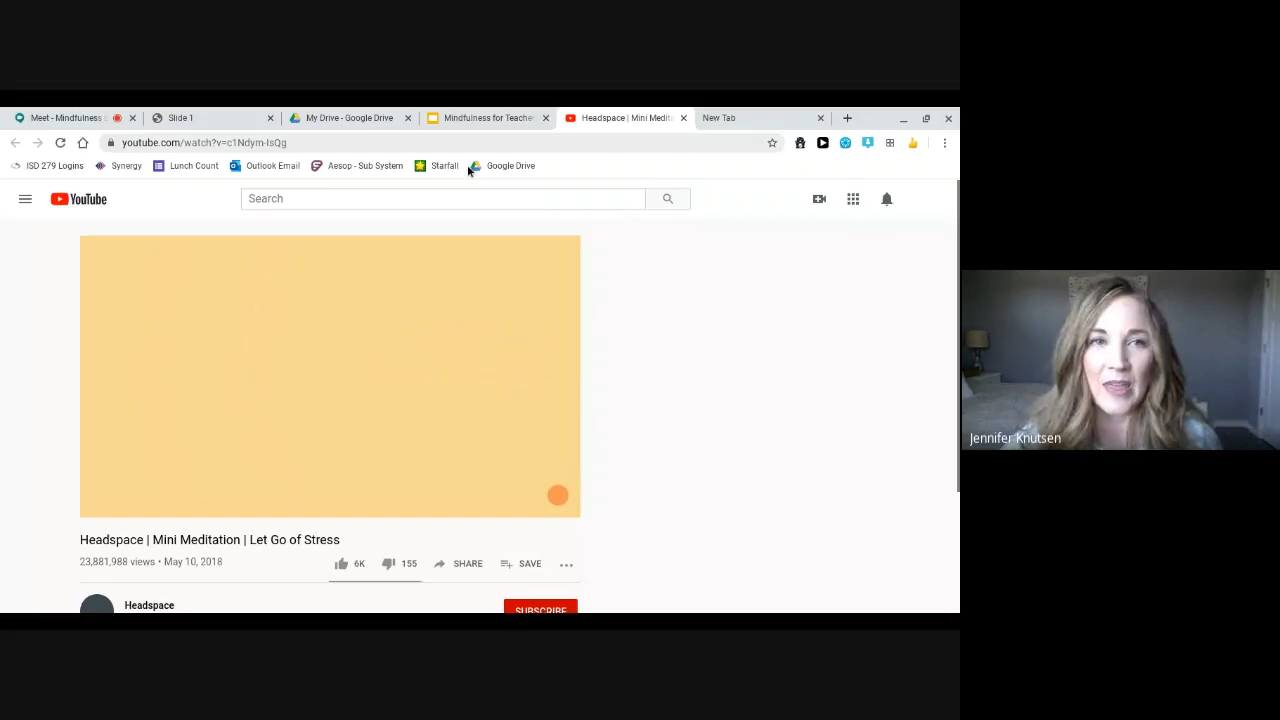 Meet - Mindfulness
Slide 1
My Drive - Google Drive
Mindfulness for Teache
Headspace | Mini Medita
New Tab
youtube.com/watch?v=c1Ndym-IsQg
ISD 279 Logins
Synergy
Lunch Count
Outlook Email
Aesop - Sub System
Starfall
Google Drive
YouTube
Search
Headspace | Mini Meditation | Let Go of Stress
23,881,988 views • May 10, 2018
6K
155
SHARE
SAVE
Headspace
SUBSCRIBE
Jennifer Knutsen